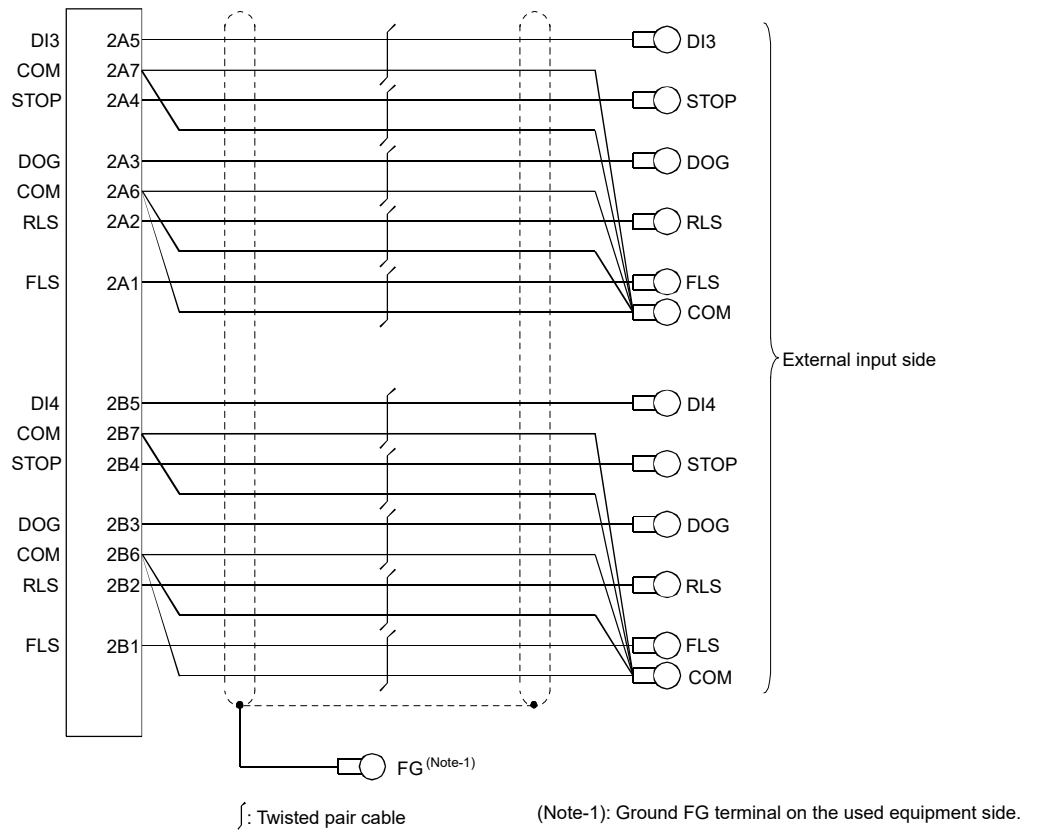 DI3 2A5 DI3
COM 2A7
STOP 2A4 STOP
DOG 2A3 DOG
COM 2A6
RLS 2A2 RLS
FLS 2A1 FLS
COM
External input side
DI4 2B5 DI4
COM 2B7
STOP 2B4 STOP
DOG 2B3 DOG
COM 2B6
RLS 2B2 RLS
FLS 2B1 FLS
COM
FG (Note-1)
: Twisted pair cable
(Note-1): Ground FG terminal on the used equipment side.